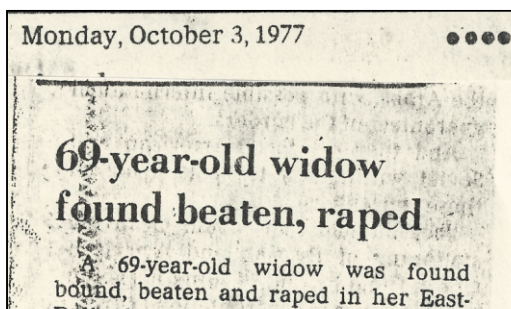 Monday, October 3, 1977
69-year-old widow
found beaten, raped
A 69-year-old widow was found
bound, beaten and raped in her East-